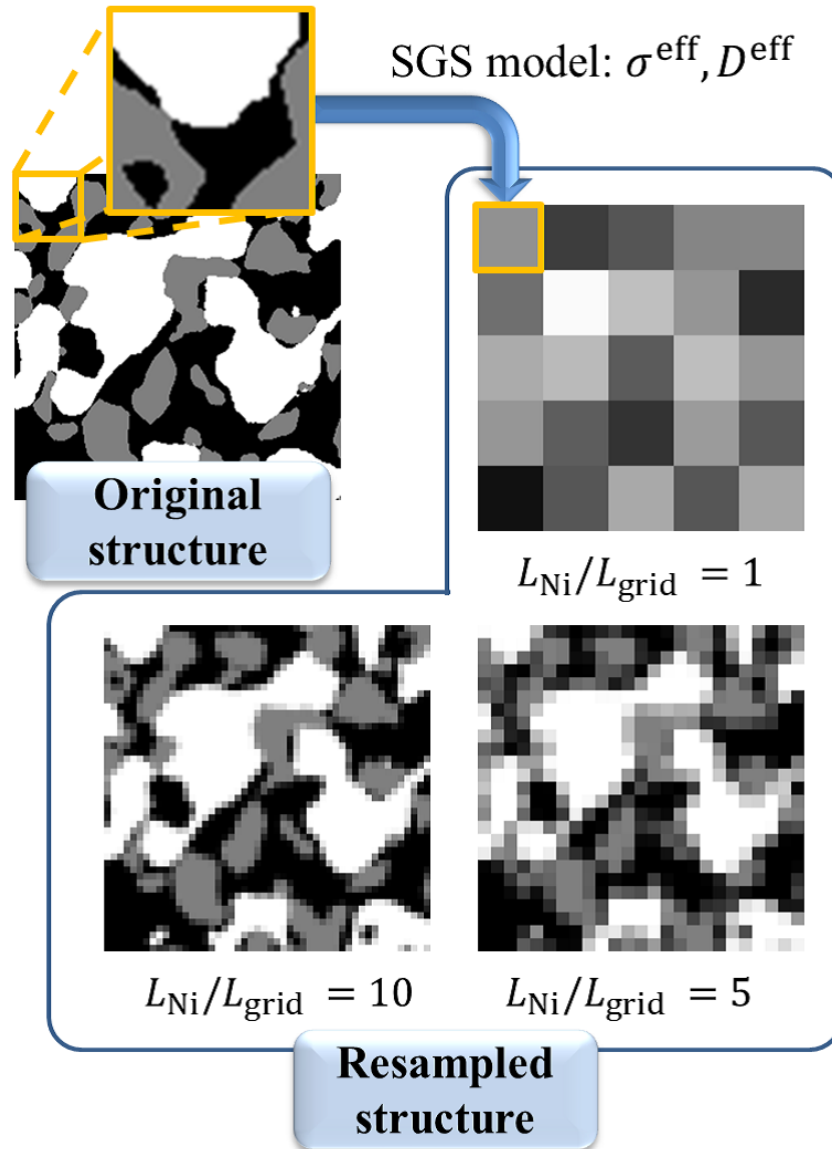 SGS model: σ^eff, D^eff
Original
structure
L_Ni/L_grid = 1
L_Ni/L_grid = 10
L_Ni/L_grid = 5
Resampled
structure